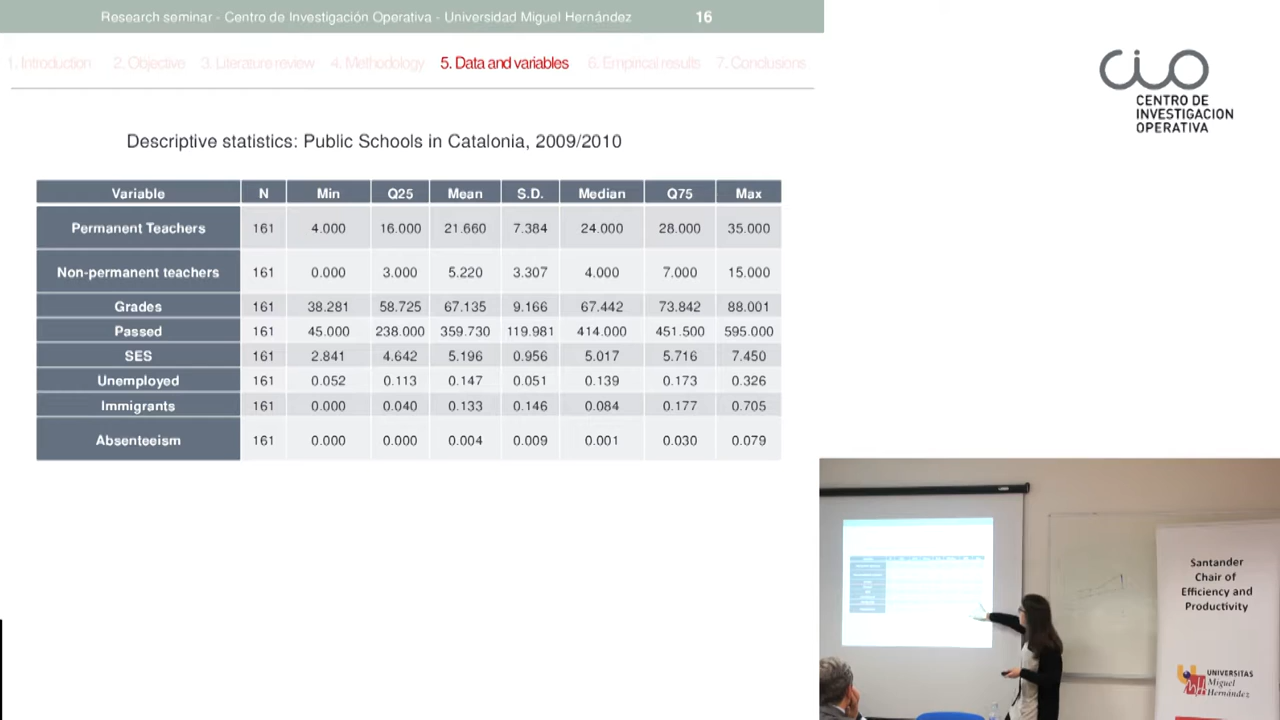 Research seminar - Centro de Investigación Operativa - Universidad Miguel Hernández 16
1. Introduction 2. Objective 3. Literature review 4. Methodology 5. Data and variables 6. Empirical results 7. Conclusions
Descriptive statistics: Public Schools in Catalonia, 2009/2010
Variable N Min Q25 Mean S.D. Median Q75 Max
Permanent Teachers 161 4.000 16.000 21.660 7.384 24.000 28.000 35.000
Non-permanent teachers 161 0.000 3.000 5.220 3.307 4.000 7.000 15.000
Grades 161 38.281 58.725 67.135 9.166 67.442 73.842 88.001
Passed 161 45.000 238.000 359.730 119.981 414.000 451.500 595.000
SES 161 2.841 4.642 5.196 0.956 5.017 5.716 7.450
Unemployed 161 0.052 0.113 0.147 0.051 0.139 0.173 0.326
Immigrants 161 0.000 0.040 0.133 0.146 0.084 0.177 0.705
Absenteeism 161 0.000 0.000 0.004 0.009 0.001 0.030 0.079
CIO
CENTRO DE
INVESTIGACION
OPERATIVA
Santander
Chair of
Efficiency and
Productivity
UNIVERSITAS
Miguel
Hernández